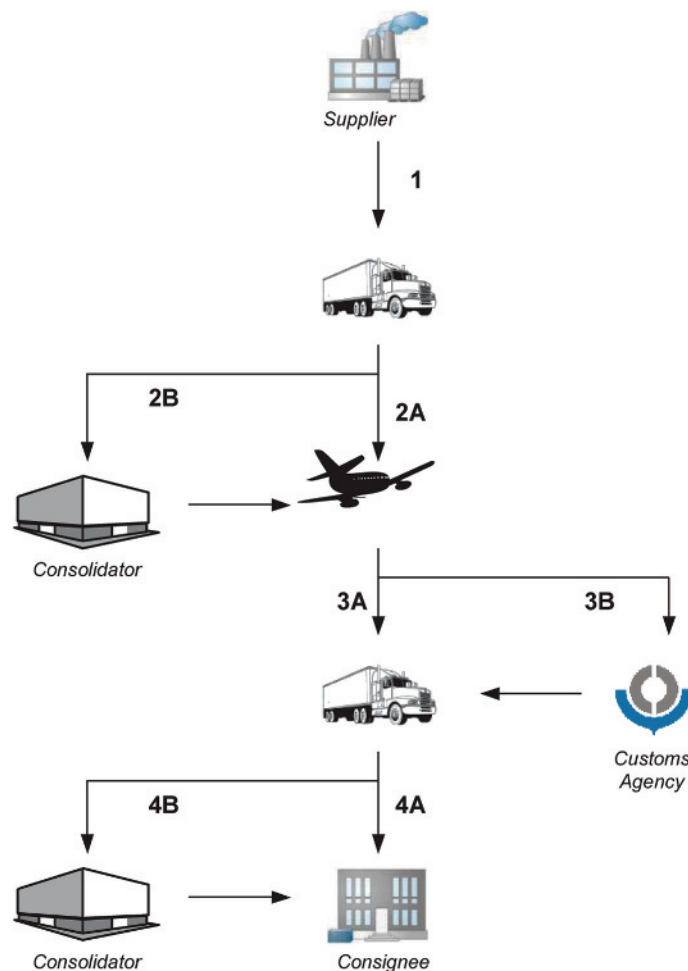 Supplier
1
2B
2A
Consolidator
3A
3B
Customs
Agency
4B
4A
Consolidator
Consignee